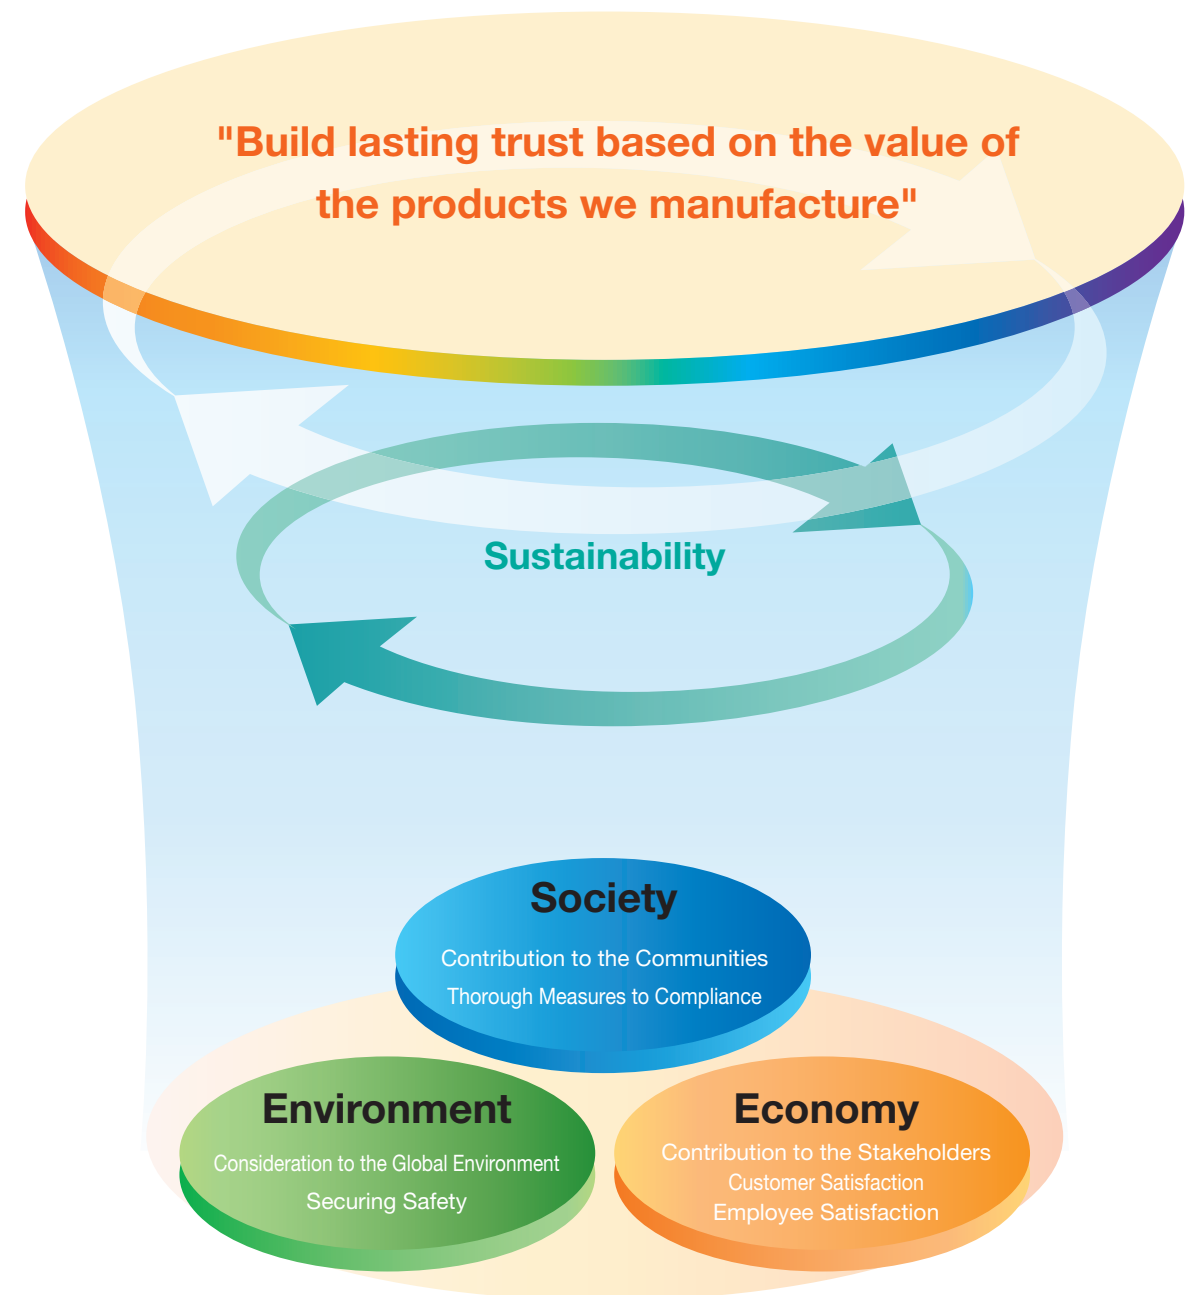 "Build lasting trust based on the value of
the products we manufacture"
Sustainability
Society
Contribution to the Communities
Thorough Measures to Compliance
Environment
Consideration to the Global Environment
Securing Safety
Economy
Contribution to the Stakeholders
Customer Satisfaction
Employee Satisfaction